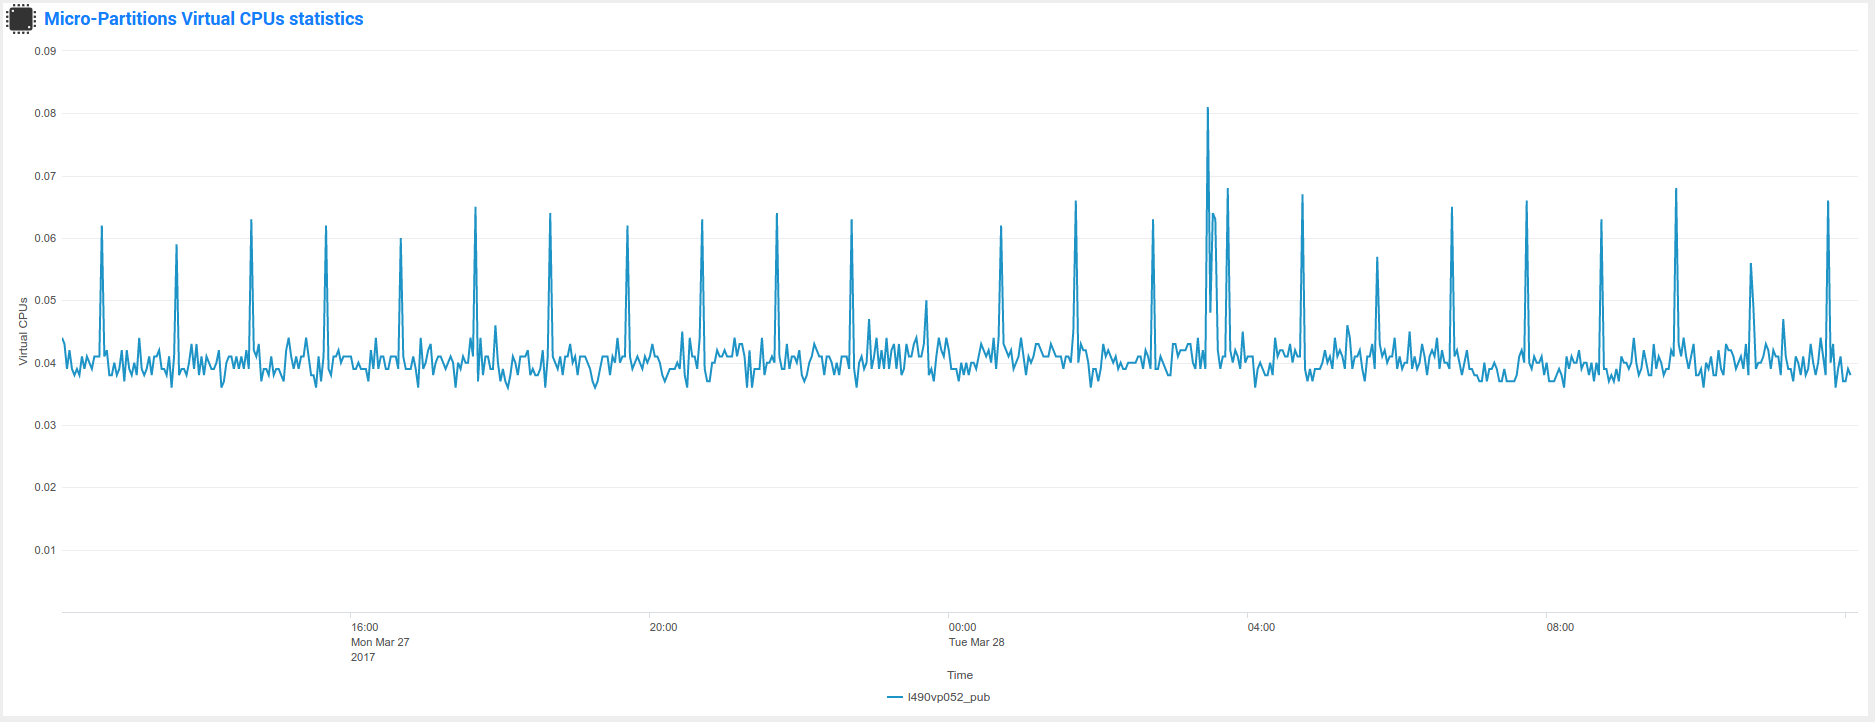 Micro-Partitions Virtual CPUs statistics
0.09
0.08
0.07
0.06
0.05
0.04
0.03
0.02
0.01
Virtual CPUs
16:00
Mon Mar 27
2017
20:00
00:00
Tue Mar 28
04:00
08:00
Time
l490vp052_pub